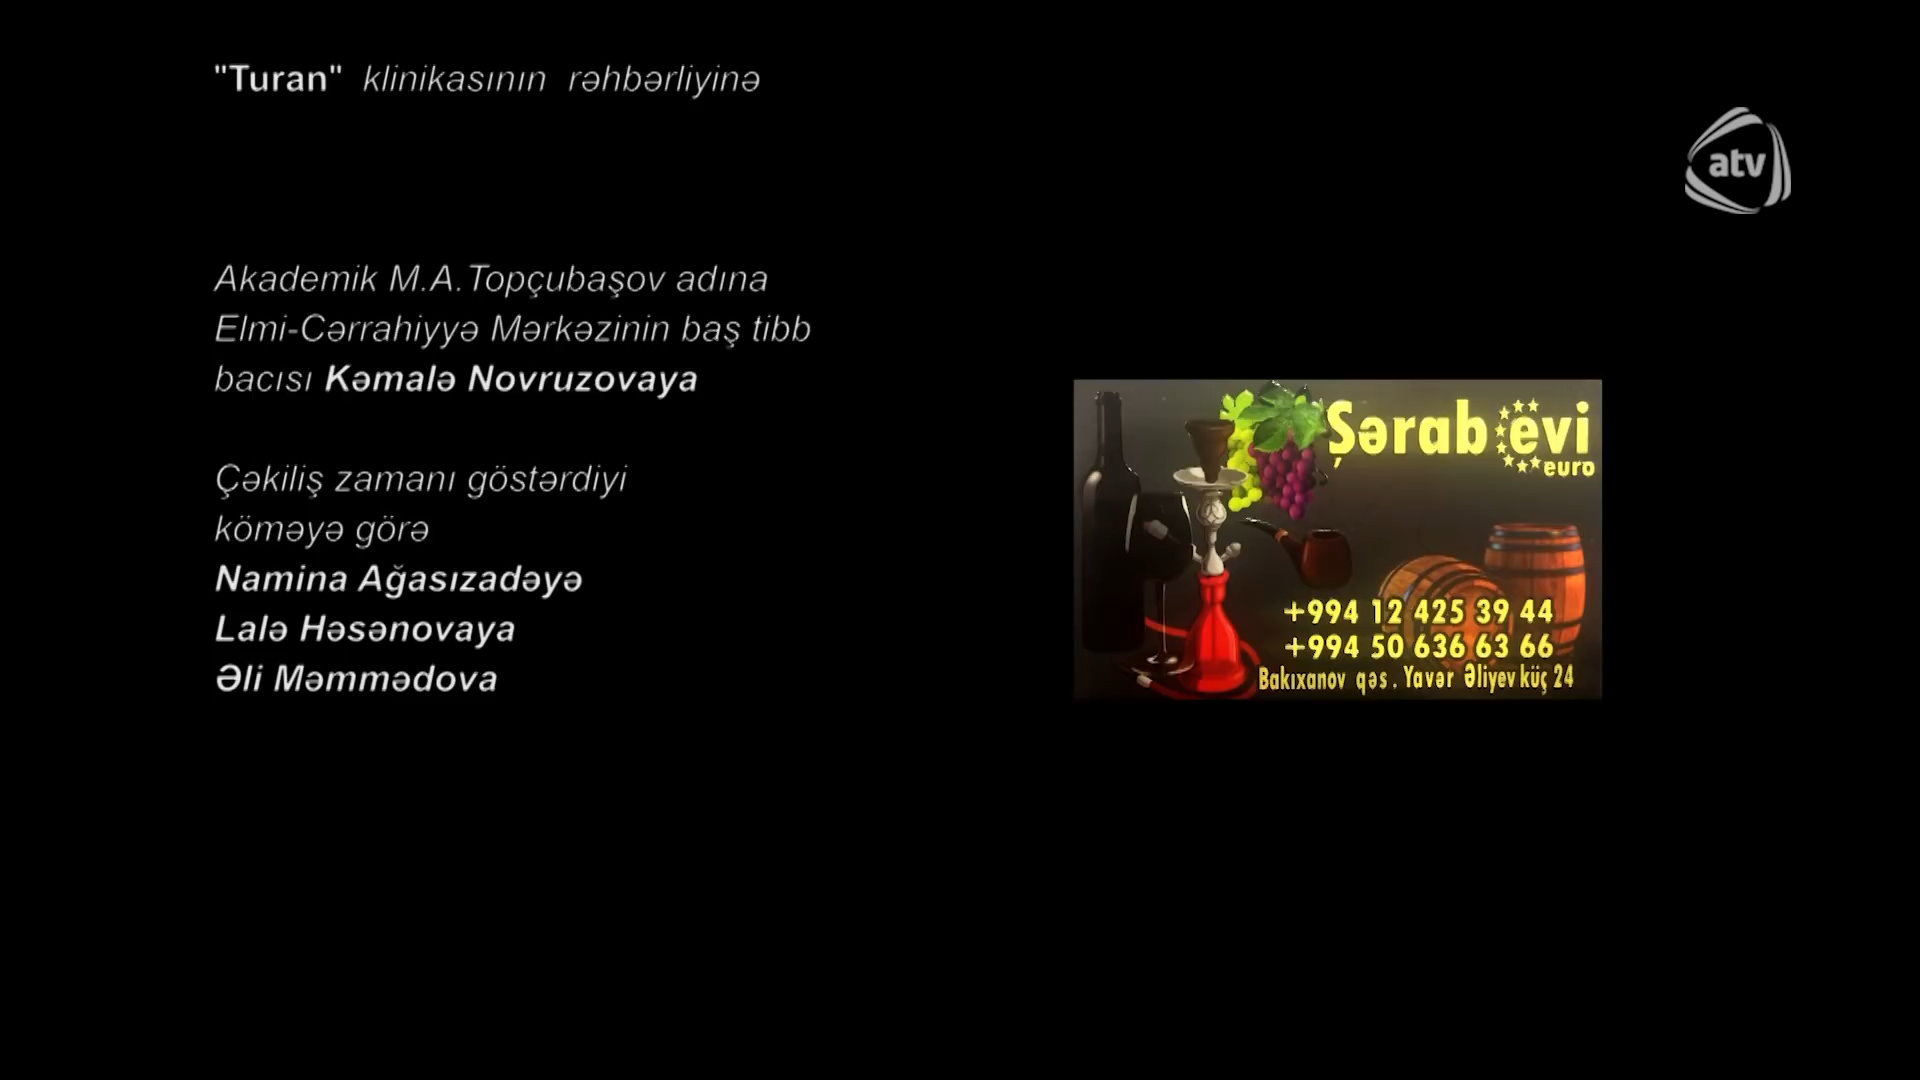 "Turan" klinikasının rəhbərliyinə
atv
Akademik M.A.Topçubaşov adına
Elmi-Cərrahiyyə Mərkəzinin baş tibb
bacısı Kəmalə Novruzovaya
Çəkiliş zamanı göstərdiyi
köməyə görə
Namina Ağasızadəyə
Lalə Həsənovaya
Əli Məmmədova
Şərab evi
euro
+994 12 425 39 44
+994 50 636 63 66
Bakıxanov qəs. Yavər Əliyev küç 24